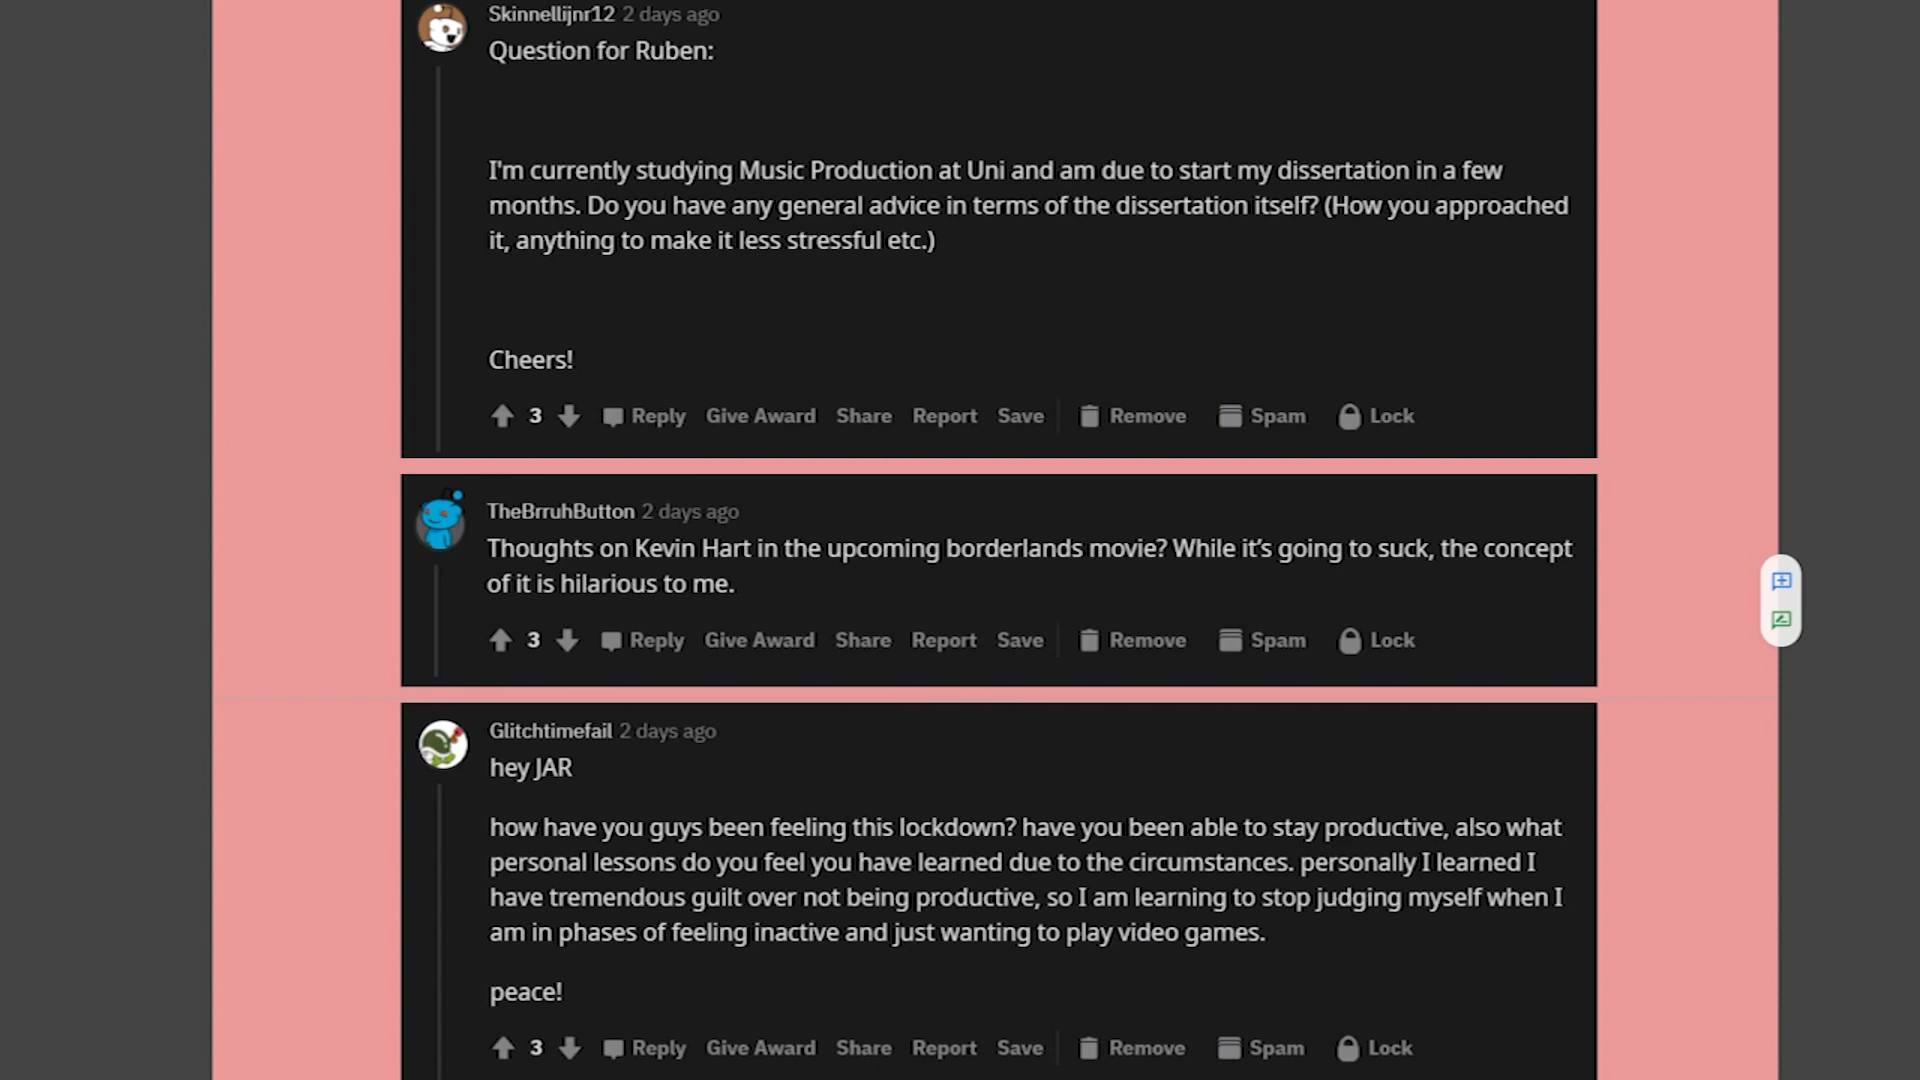 Skinnellijnr12 2 days ago
Question for Ruben:
I'm currently studying Music Production at Uni and am due to start my dissertation in a few
months. Do you have any general advice in terms of the dissertation itself? (How you approached
it, anything to make it less stressful etc.)
Cheers!
3 Reply Give Award Share Report Save Remove Spam Lock
TheBrruhButton 2 days ago
Thoughts on Kevin Hart in the upcoming borderlands movie? While it's going to suck, the concept
of it is hilarious to me.
3 Reply Give Award Share Report Save Remove Spam Lock
Glitchtimefail 2 days ago
hey JAR
how have you guys been feeling this lockdown? have you been able to stay productive, also what
personal lessons do you feel you have learned due to the circumstances. personally I learned I
have tremendous guilt over not being productive, so I am learning to stop judging myself when I
am in phases of feeling inactive and just wanting to play video games.
peace!
3 Reply Give Award Share Report Save Remove Spam Lock